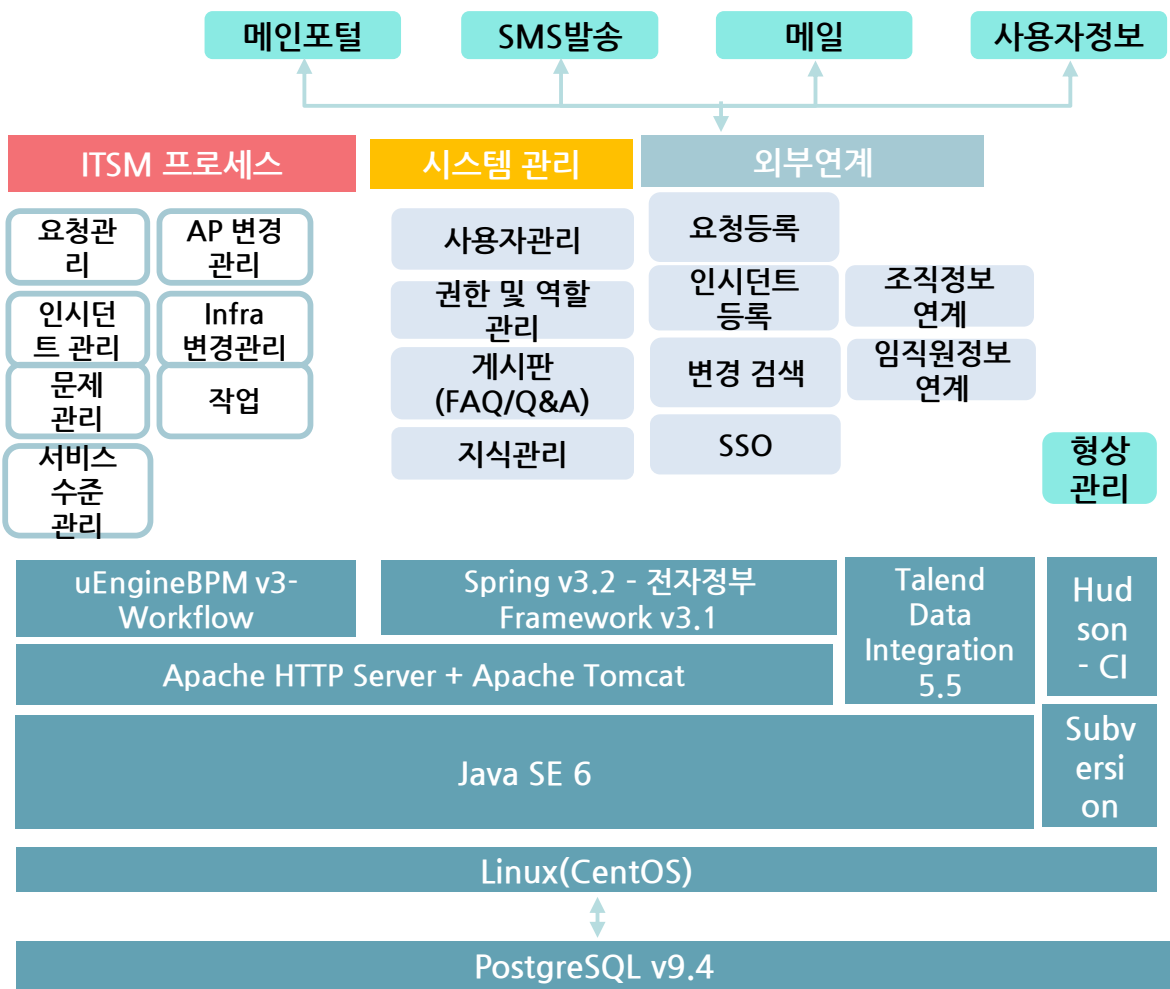 메인포털
SMS발송
메일
사용자정보
ITSM 프로세스
시스템 관리
외부연계
요청관
리
AP 변경
관리
인시던
트 관리
Infra
변경관리
문제
관리
작업
서비스
수준
관리
사용자관리
권한 및 역할
관리
게시판
(FAQ/Q&A)
지식관리
요청등록
인시던트
등록
변경 검색
SSO
조직정보
연계
임직원정보
연계
형상
관리
uEngineBPM v3-
Workflow
Spring v3.2 - 전자정부
Framework v3.1
Talend
Data
Integration
5.5
Hud
son
- CI
Apache HTTP Server + Apache Tomcat
Java SE 6
Subv
ersi
on
Linux(CentOS)
PostgreSQL v9.4